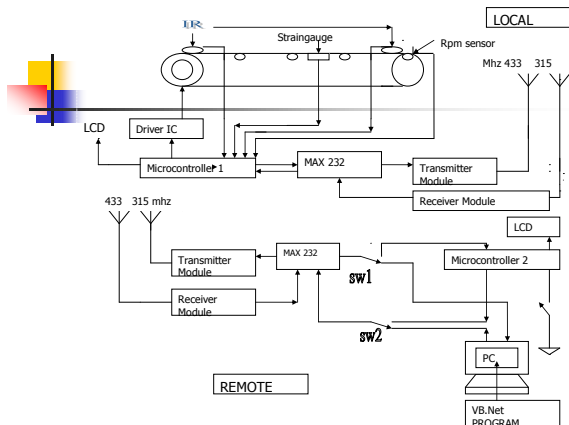 IR
LOCAL
Straingauge
Rpm sensor
Mhz 433 315
LCD
Driver IC
Microcontroller 1
MAX 232
Transmitter
Module
Receiver Module
433 315 mhz
LCD
Transmitter
Module
MAX 232
Microcontroller 2
sw1
Receiver
Module
sw2
PC
REMOTE
VB.Net
PROGRAM